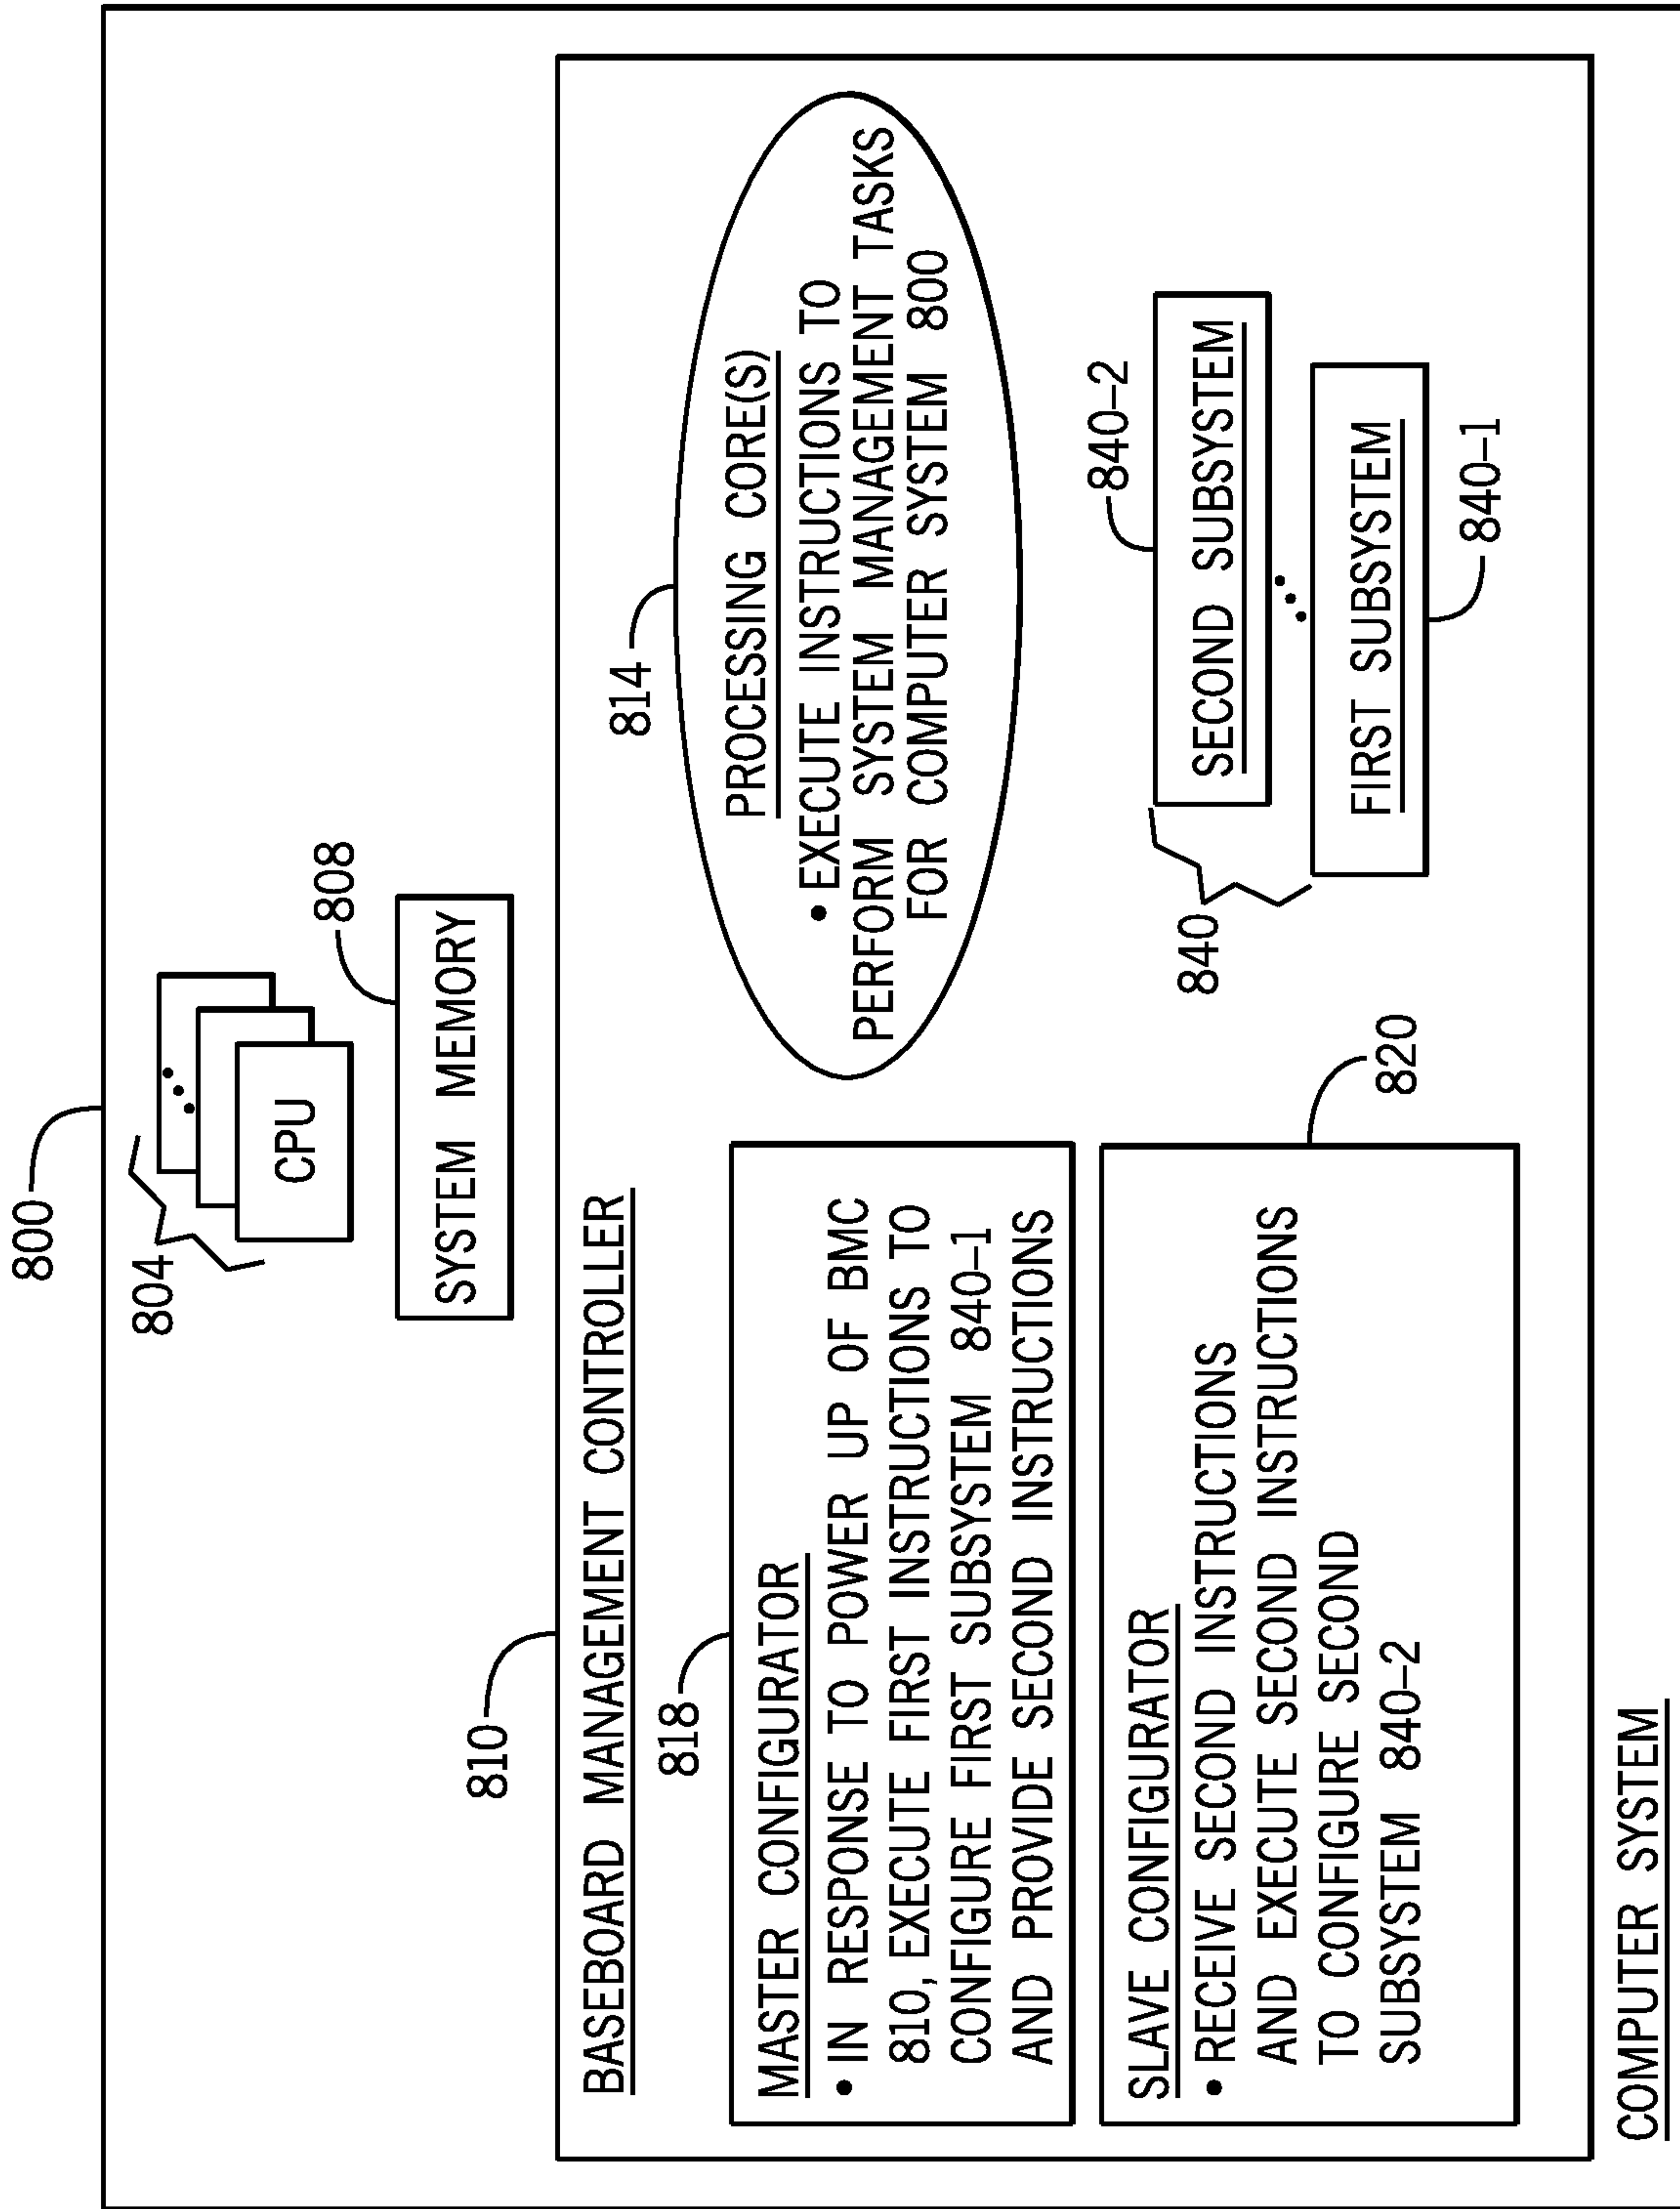 800
804
CPU
808
SYSTEM MEMORY
810
BASEBOARD MANAGEMENT CONTROLLER
818
MASTER CONFIGURATOR
• IN RESPONSE TO POWER UP OF BMC
810, EXECUTE FIRST INSTRUCTIONS TO
CONFIGURE FIRST SUBSYSTEM 840–1
AND PROVIDE SECOND INSTRUCTIONS
814
PROCESSING CORE(S)
• EXECUTE INSTRUCTIONS TO
PERFORM SYSTEM MANAGEMENT TASKS
FOR COMPUTER SYSTEM 800
820
SLAVE CONFIGURATOR
• RECEIVE SECOND INSTRUCTIONS
AND EXECUTE SECOND INSTRUCTIONS
TO CONFIGURE SECOND
SUBSYSTEM 840–2
840
840–2
SECOND SUBSYSTEM
FIRST SUBSYSTEM
840–1
COMPUTER SYSTEM